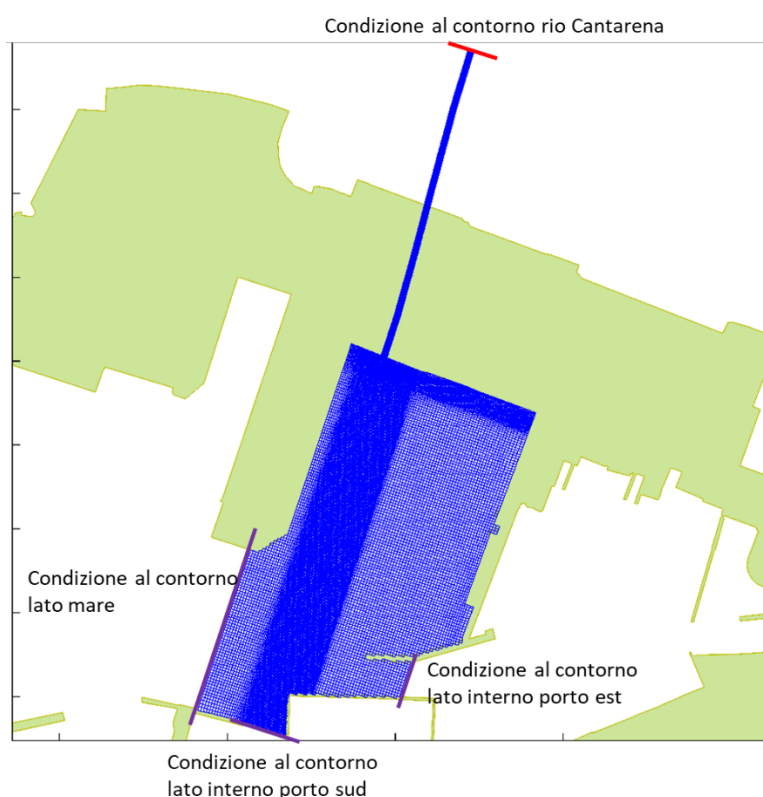 Condizione al contorno rio Cantarena
Condizione al contorno
lato mare
Condizione al contorno
lato interno porto est
Condizione al contorno
lato interno porto sud